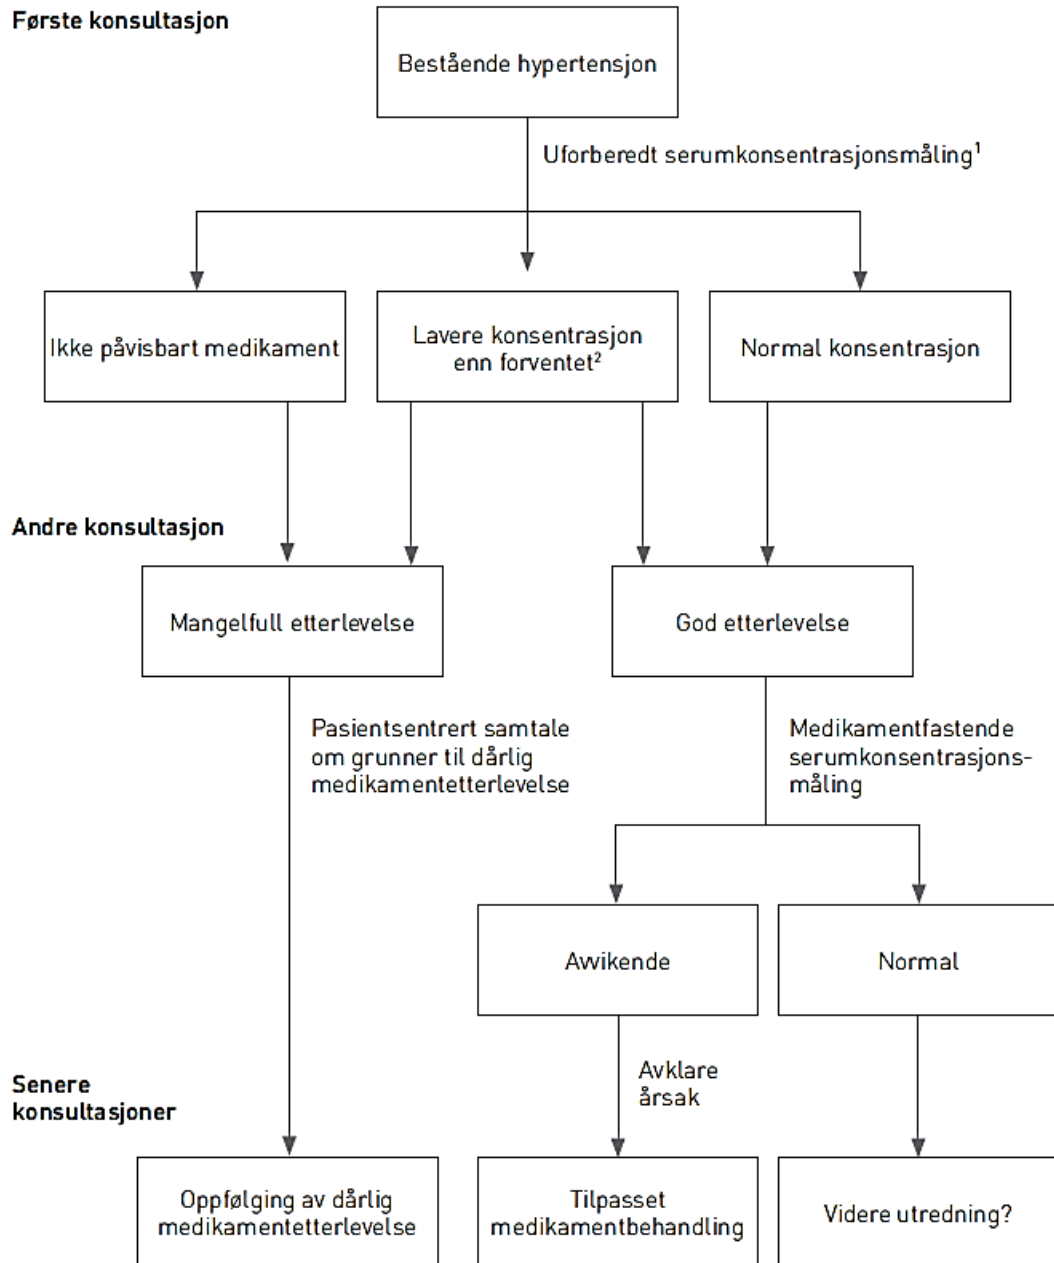 Første konsultasjon
Bestående hypertensjon
Uforberedt serumkonsentrasjonsmåling¹
Ikke påvisbart medikament
Lavere konsentrasjon
enn forventet²
Normal konsentrasjon
Andre konsultasjon
Mangelfull etterlevelse
God etterlevelse
Pasientsentrert samtale
om grunner til dårlig
medikamentetterlevelse
Medikamentfastende
serumkonsentrasjons-
måling
Avvikende
Normal
Avklare
årsak
Senere
konsultasjoner
Oppfølging av dårlig
medikamentetterlevelse
Tilpasset
medikamentbehandling
Videre utredning?